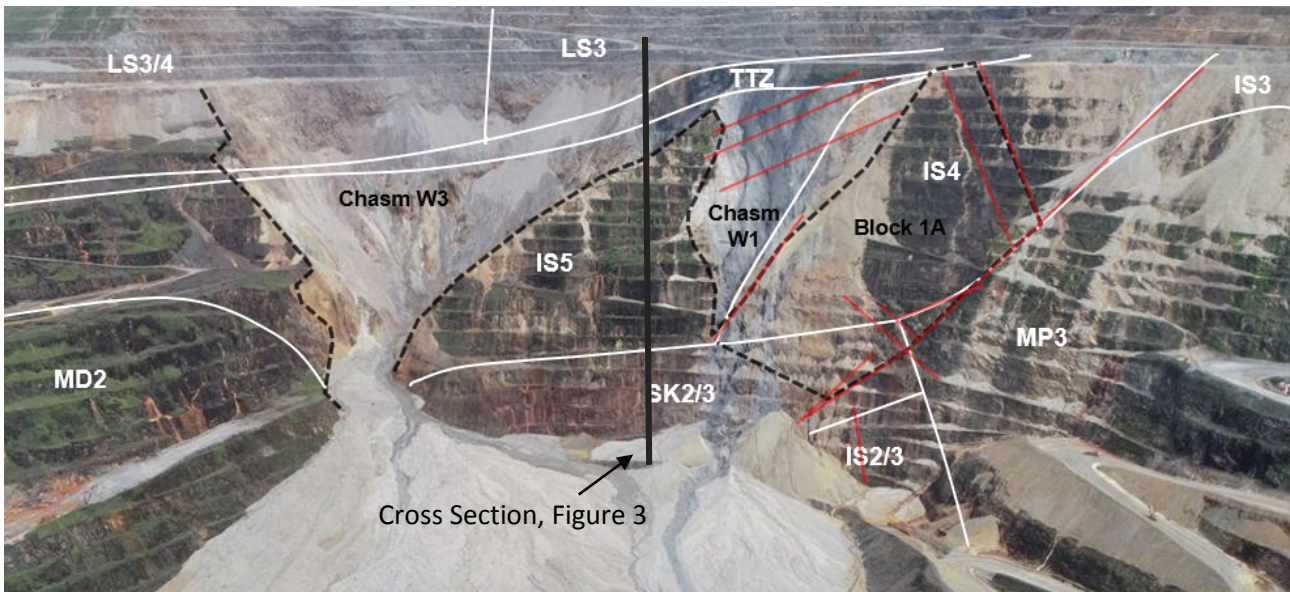 LS3/4
LS3
TTZ
IS3
Chasm W3
IS4
Chasm
W1
Block 1A
IS5
MD2
MP3
SK2/3
IS2/3
Cross Section, Figure 3